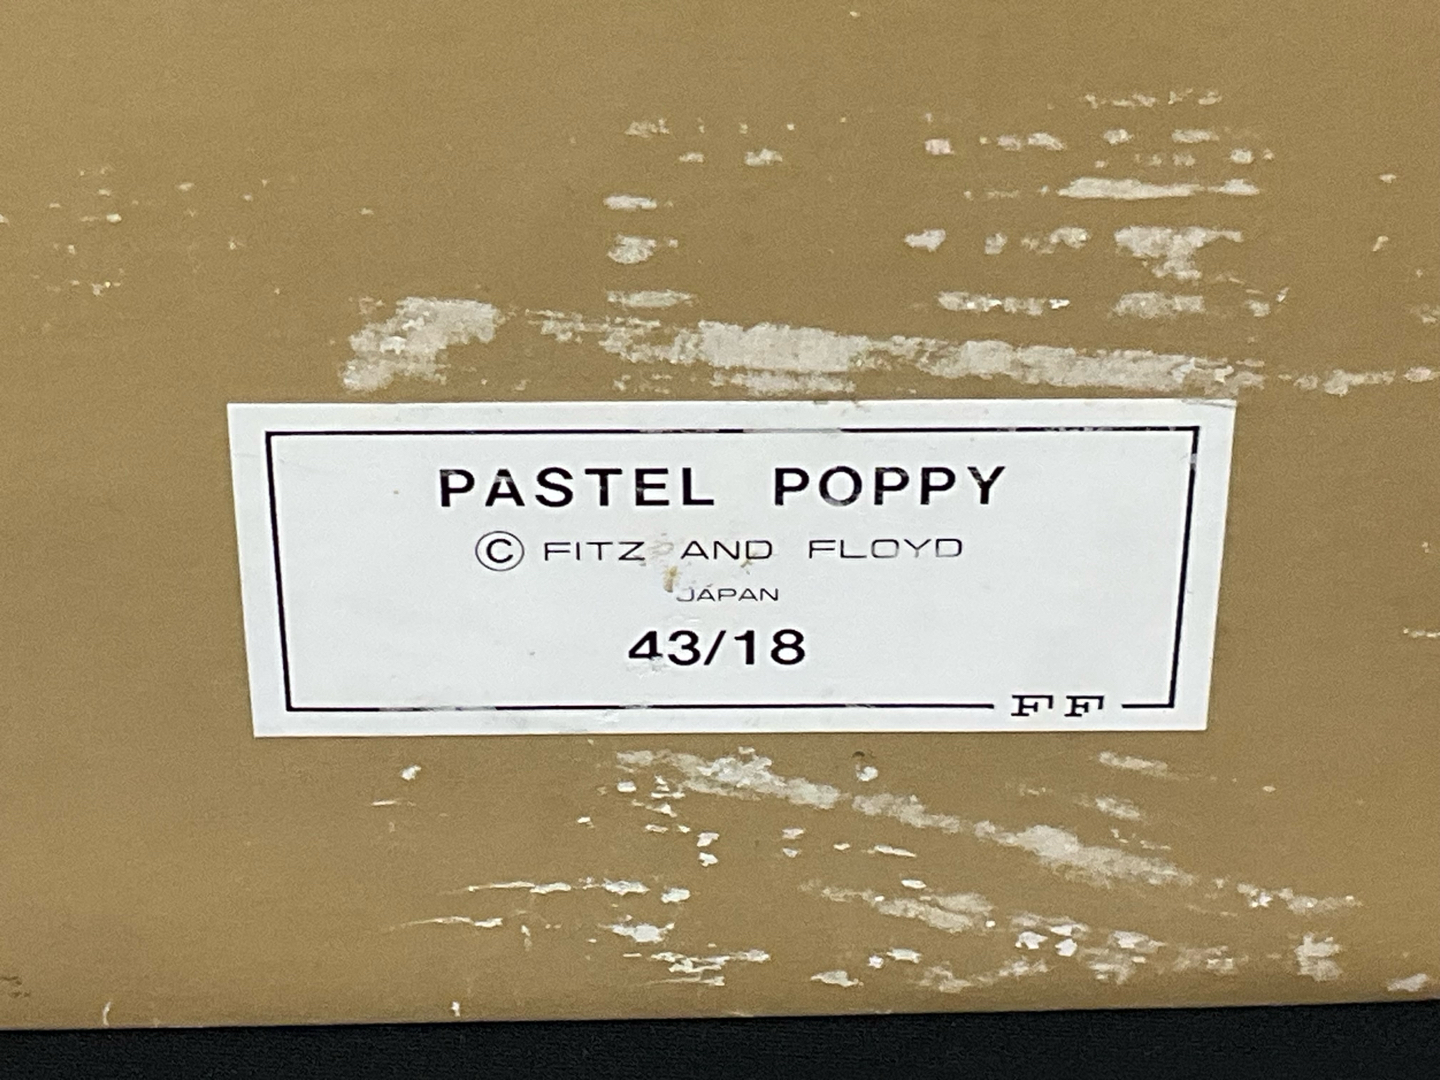 PASTEL POPPY
© FITZ AND FLOYD
JAPAN
43/18
FF